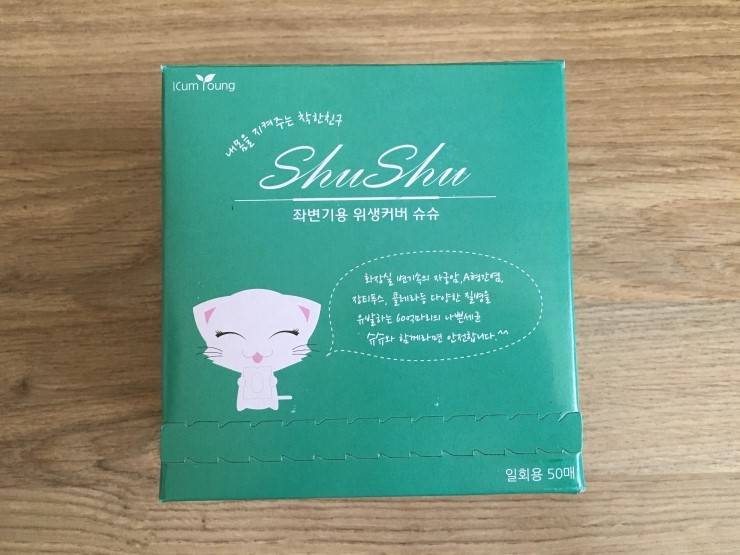 Kum Young
내몸을 지켜주는 착한친구
ShuShu
좌변기용 위생커버 슈슈
화장실 변기속의 자궁암, A형간염,
장티푸스, 콜레라등 다양한 질병을
유발하는 60억마리의 나쁜세균
슈슈와 함께라면 안전합니다.^^
일회용 50매